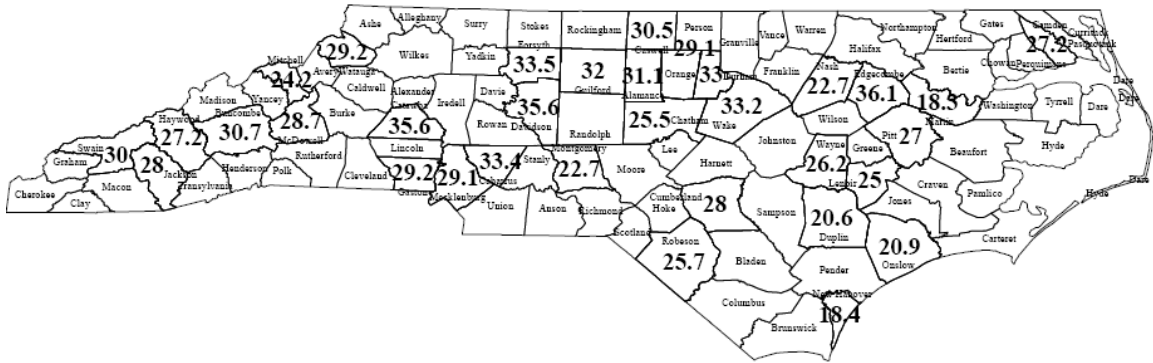 Ashe Alleghany Surry Stokes Rockingham 30.5 Caswell Person 29.1 Granville Vance Warren Northampton Gates Camden Currituck Pasquotank
29.2 Wilkes Yadkin Forsyth 33.5 32 Guilford 31.1 Alamance Orange 33 Durham Franklin Halifax Hertford Chowan 27.2 Perquimans
Mitchell 24.2 Avery Watauga Caldwell Alexander Iredell Davie 22.7 Nash Edgecombe 36.1 Bertie
Madison Yancey Burke Catawba 35.6 Rowan 35.6 Davidson Randolph 25.5 Chatham 33.2 Wake Wilson 18.3 Martin Washington Tyrrell Dare Dare Dare
Haywood 27.2 Buncombe 30.7 28.7 McDowell Lincoln Lee Johnston Wayne 26.2 Greene Pitt 27 Beaufort Hyde
Swain 30 Graham 28 Jackson Henderson Polk Rutherford Cleveland 29.2 Gaston 29.1 Mecklenburg 33.4 Cabarrus Stanly Montgomery 22.7 Moore Harnett Lenoir 25 Craven Pamlico Hyde Dare
Cherokee Clay Macon Transylvania Union Anson Richmond Hoke Cumberland 28 Sampson 20.6 Duplin Jones Carteret
Scotland Robeson 25.7 Bladen 20.9 Onslow
Pender
Columbus New Hanover
Brunswick 18.4